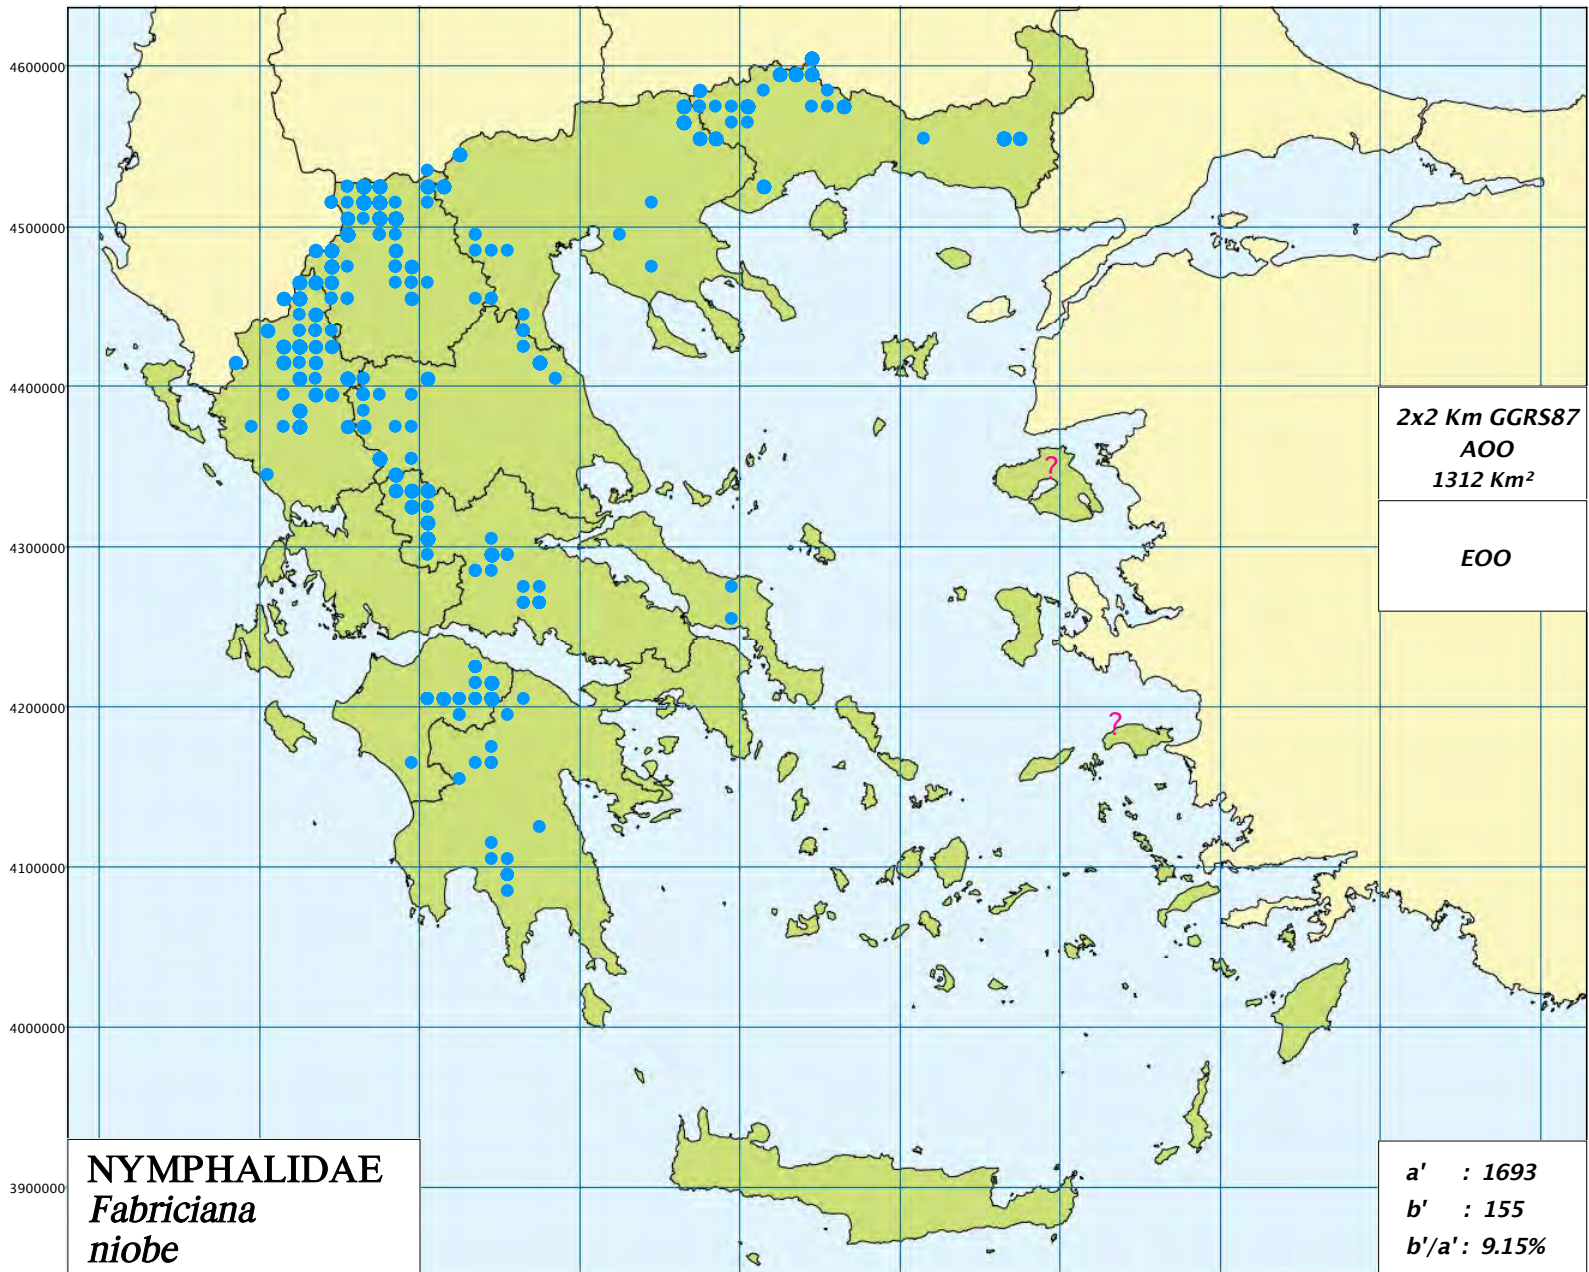 4600000
4500000
4400000
4300000
4200000
4100000
4000000
3900000
?
?
2x2 Km GGRS87
AOO
1312 Km²
EOO
NYMPHALIDAE
Fabriciana
niobe
a' : 1693
b' : 155
b'/a' : 9.15%